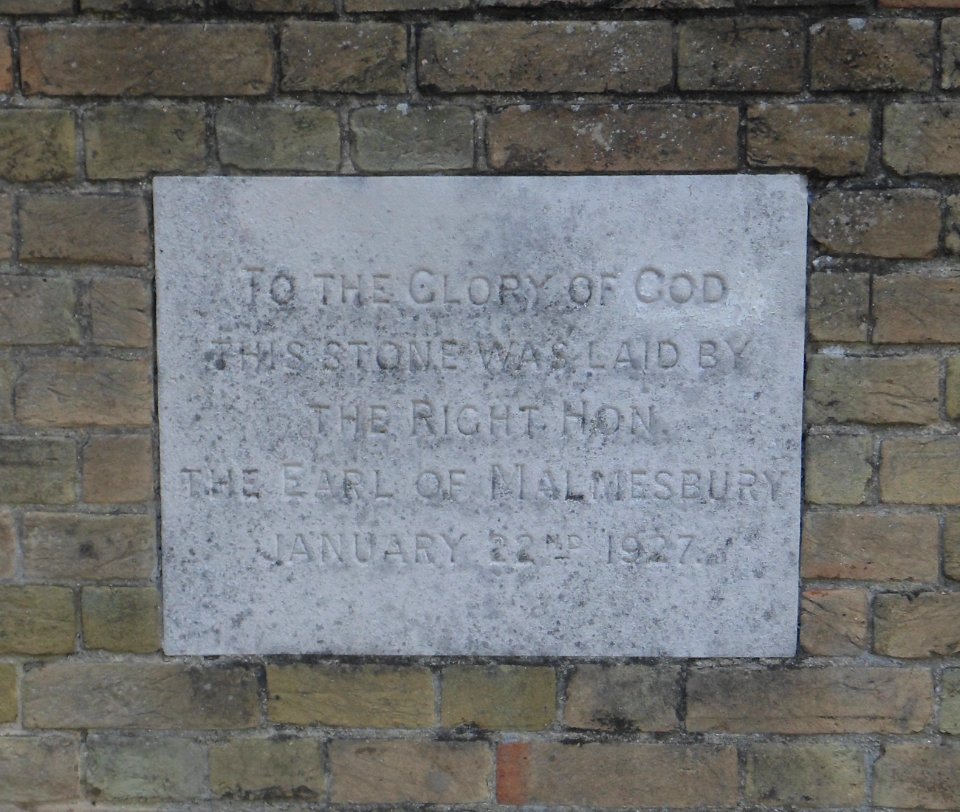 To the Glory of God
This stone was laid by
the Right Hon.
the Earl of Malmesbury
January 22ND 1927.